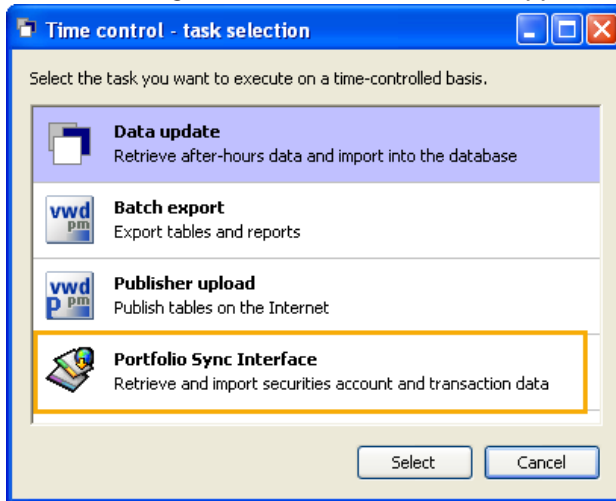 Time control - task selection
Select the task you want to execute on a time-controlled basis.
Data update
Retrieve after-hours data and import into the database
vwd
pm
Batch export
Export tables and reports
vwd
p pm
Publisher upload
Publish tables on the Internet
Portfolio Sync Interface
Retrieve and import securities account and transaction data
Select
Cancel